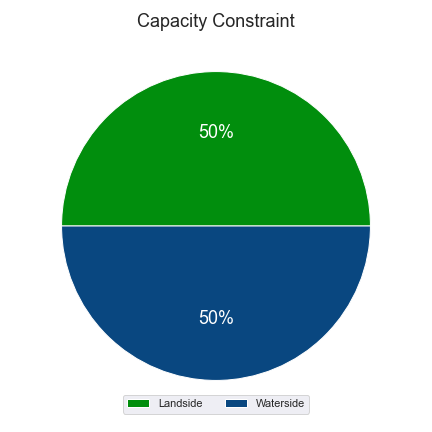 Capacity Constraint
50%
50%
Landside
Waterside